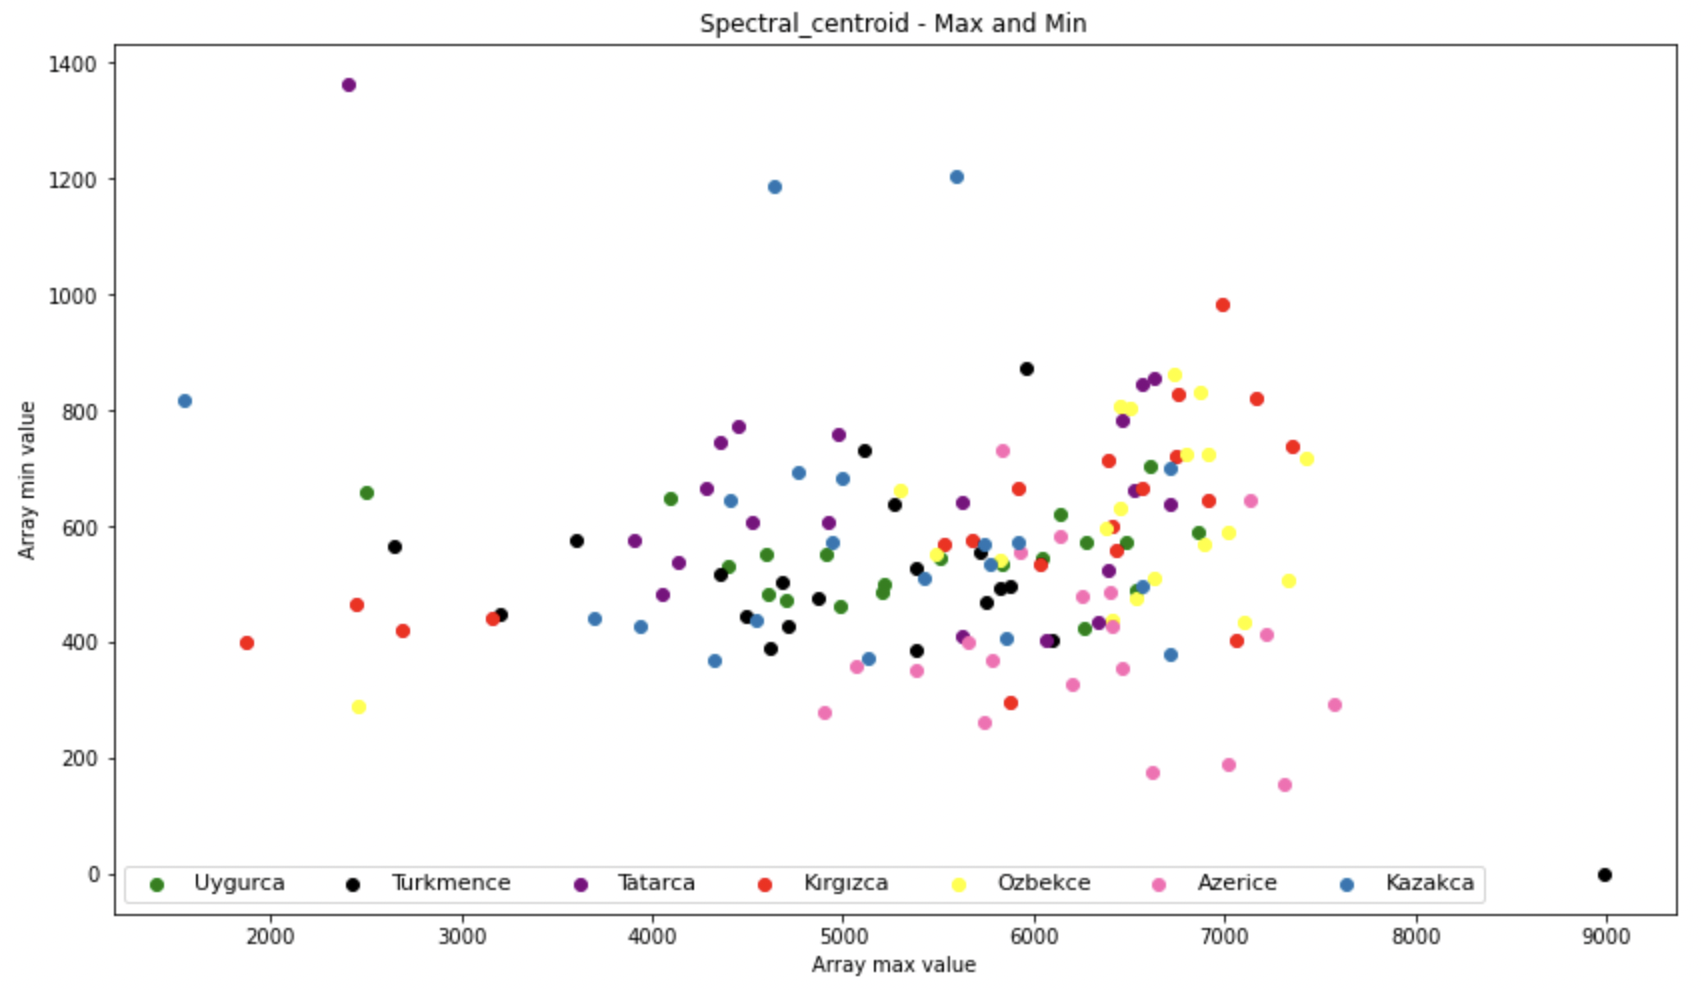 Spectral_centroid - Max and Min
1400
1200
1000
800
600
400
200
0
Array min value
Uygurca Turkmence Tatarca Kırgızca Ozbekce Azerice Kazakca
2000 3000 4000 5000 6000 7000 8000 9000
Array max value